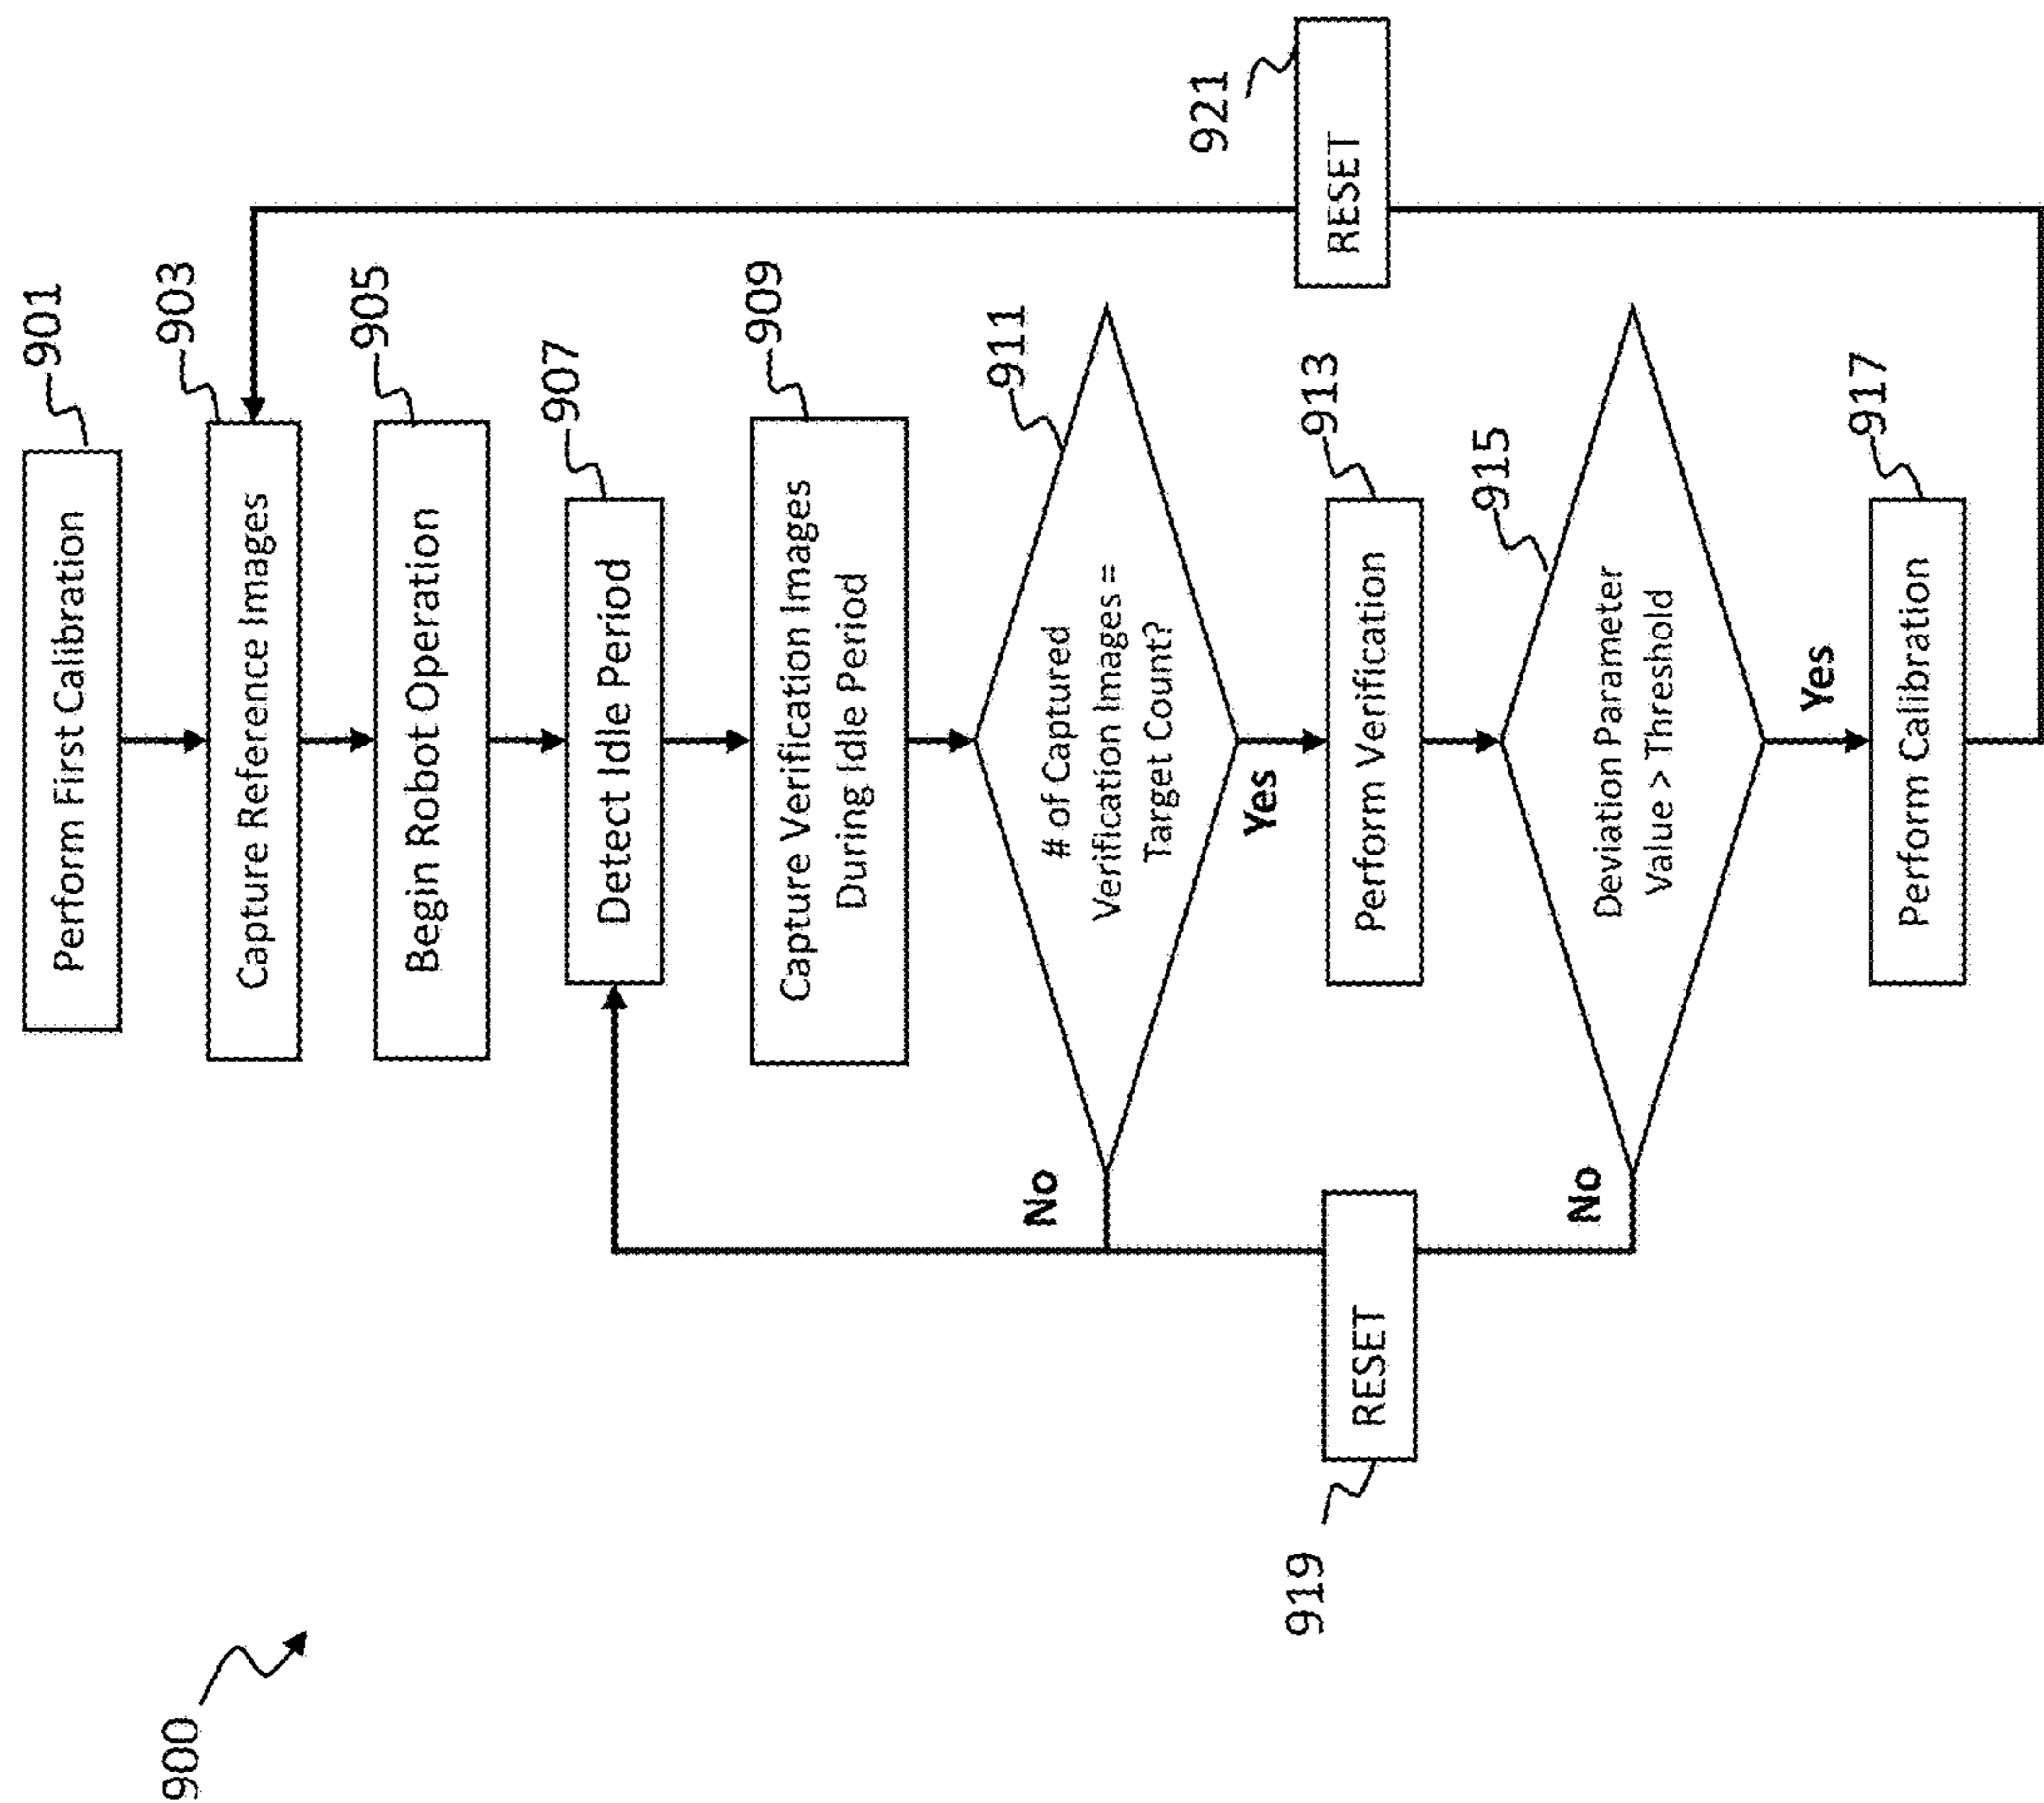 900
Perform First Calibration
901
Capture Reference Images
903
Begin Robot Operation
905
Detect Idle Period
907
Capture Verification Images
During Idle Period
909
# of Captured
Verification Images =
Target Count?
911
No
Yes
Perform Verification
913
RESET
919
RESET
921
Deviation Parameter
Value > Threshold
915
No
Yes
Perform Calibration
917